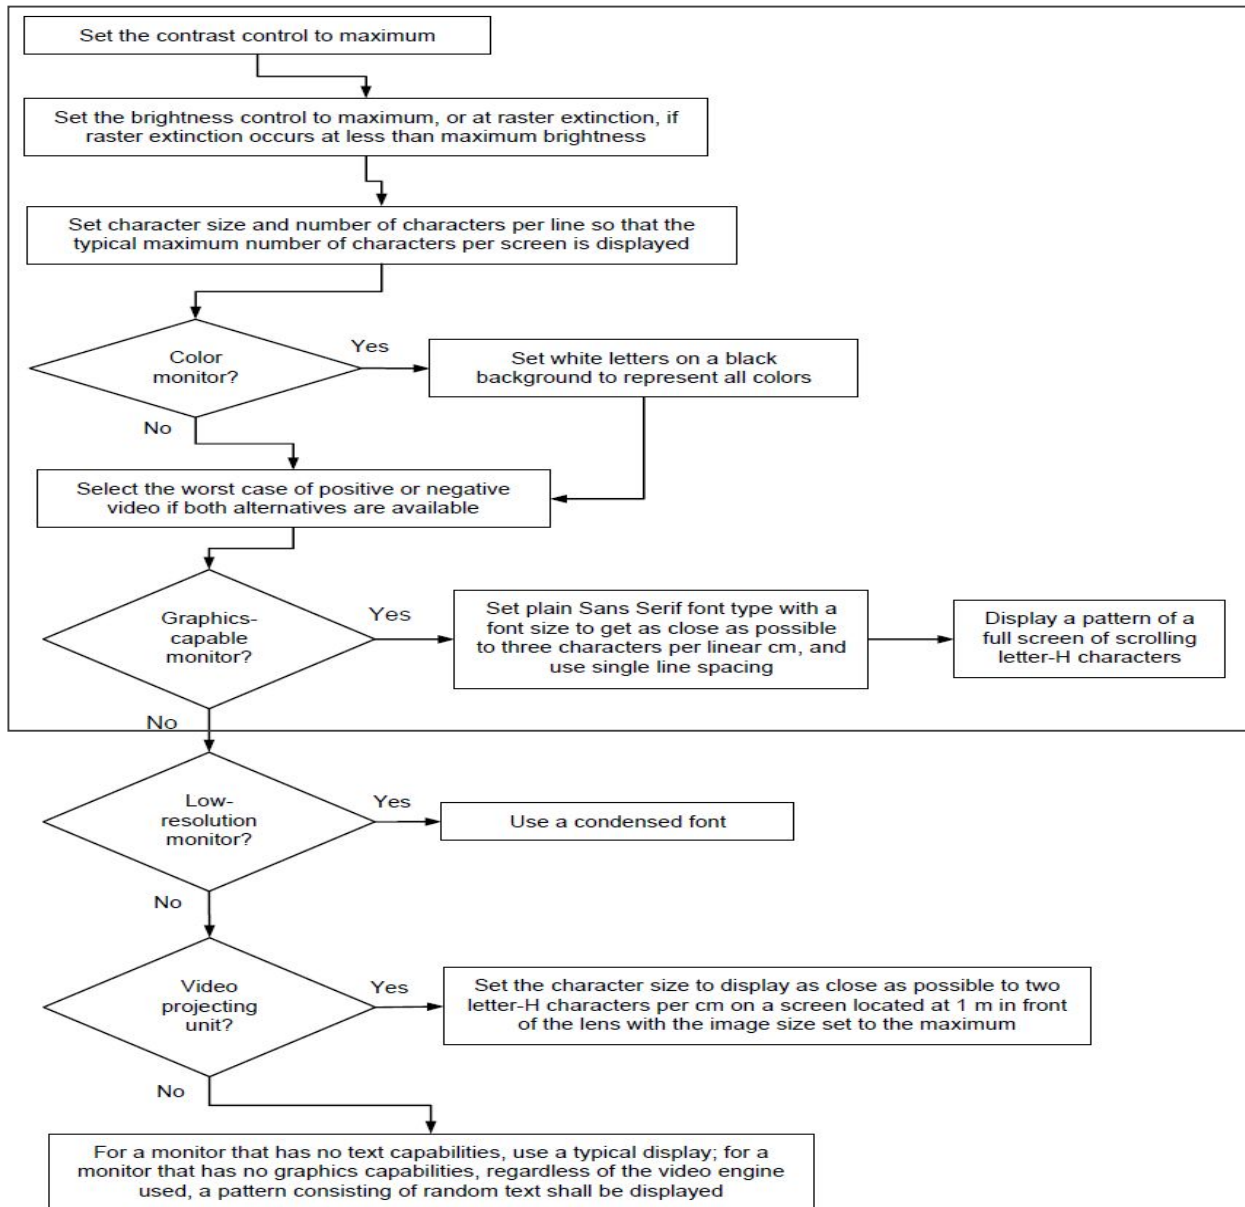 Set the contrast control to maximum
Set the brightness control to maximum, or at raster extinction, if
raster extinction occurs at less than maximum brightness
Set character size and number of characters per line so that the
typical maximum number of characters per screen is displayed
Color
monitor?
Yes
Set white letters on a black
background to represent all colors
No
Select the worst case of positive or negative
video if both alternatives are available
Graphics-
capable
monitor?
Yes
Set plain Sans Serif font type with a
font size to get as close as possible
to three characters per linear cm, and
use single line spacing
Display a pattern of a
full screen of scrolling
letter-H characters
No
Low-
resolution
monitor?
Yes
Use a condensed font
No
Video
projecting
unit?
Yes
Set the character size to display as close as possible to two
letter-H characters per cm on a screen located at 1 m in front
of the lens with the image size set to the maximum
No
For a monitor that has no text capabilities, use a typical display; for a
monitor that has no graphics capabilities, regardless of the video engine
used, a pattern consisting of random text shall be displayed